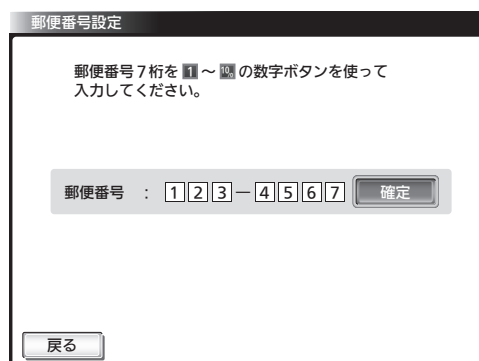 郵便番号設定
郵便番号7桁を 1 ~ 10 の数字ボタンを使って
入力してください。
郵便番号 : 1 2 3 ー 4 5 6 7 確定
戻る